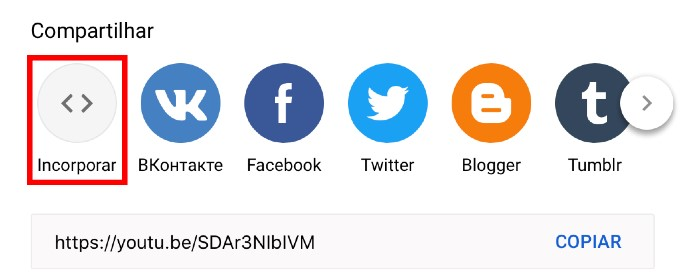 Compartilhar
Incorporar ВКонтакте Facebook Twitter Blogger Tumblr
https://youtu.be/SDAr3NIbIVM COPIAR